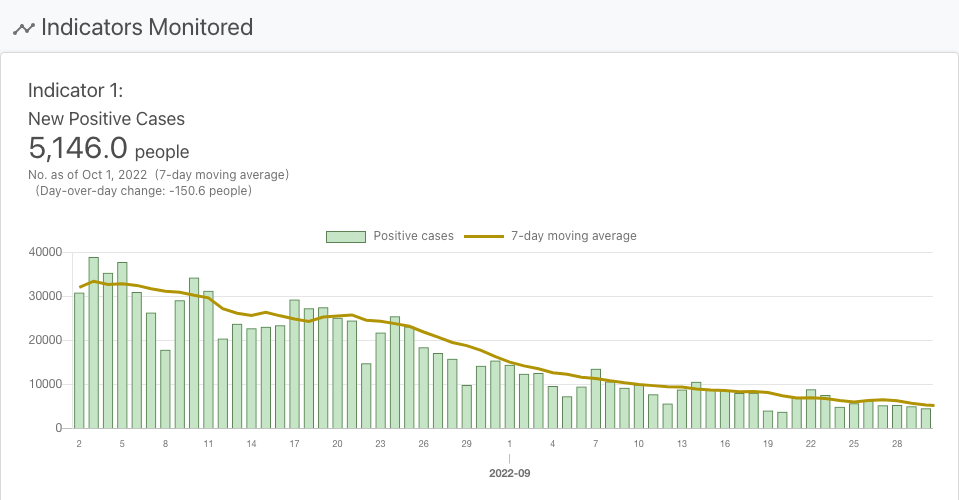 Indicators Monitored
Indicator 1:
New Positive Cases
5,146.0 people
No. as of Oct 1, 2022 (7-day moving average)
(Day-over-day change: -150.6 people)
Positive cases 7-day moving average
40000
30000
20000
10000
0
2 5 8 11 14 17 20 23 26 29 1 4 7 10 13 16 19 22 25 28
2022-09